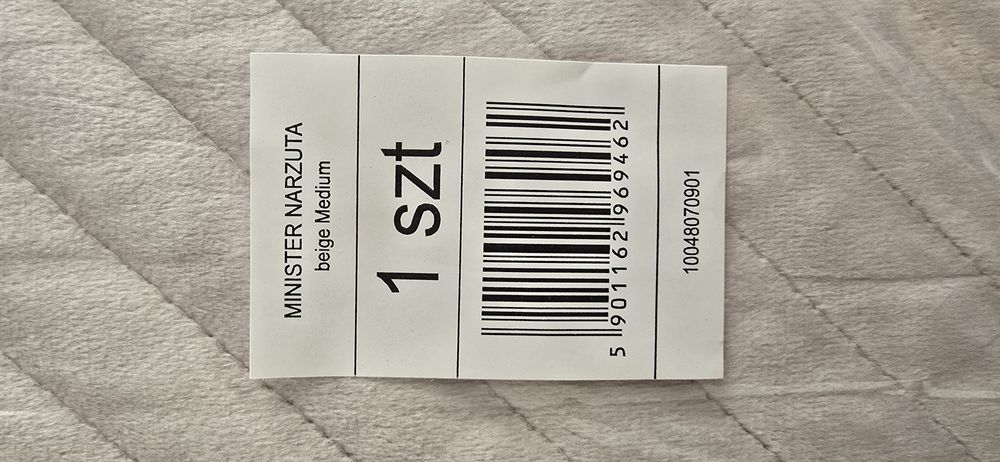 MINISTER NARZUTA
beige Medium
1 szt
5 901162 969462
10048070901